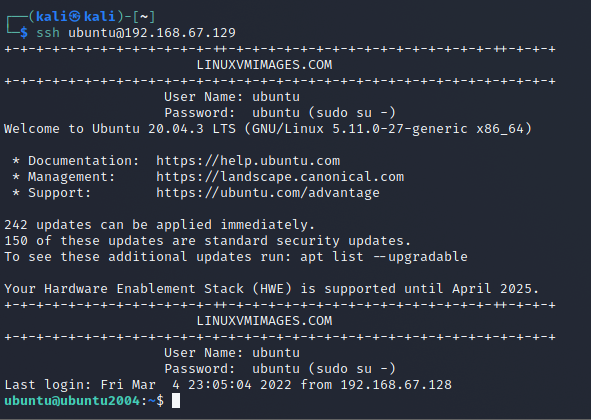 ┌──(kali㉿kali)-[~]
└─$ ssh ubuntu@192.168.67.129
+-+-+-+-+-+-+-+-+-+-+-+-+-++-+-+-+-+-+-+-+-+-+-+-+-+-+-+-+-+-++-+-+-+
LINUXVMIMAGES.COM
+-+-+-+-+-+-+-+-+-+-+-+-+-+-+-+-+-+-+-+-+-+-+-+-+-+-+-+-+-+-+-+-+-+-+
User Name: ubuntu
Password:  ubuntu (sudo su -)
Welcome to Ubuntu 20.04.3 LTS (GNU/Linux 5.11.0-27-generic x86_64)
* Documentation:  https://help.ubuntu.com
* Management:     https://landscape.canonical.com
* Support:        https://ubuntu.com/advantage
242 updates can be applied immediately.
150 of these updates are standard security updates.
To see these additional updates run: apt list --upgradable
Your Hardware Enablement Stack (HWE) is supported until April 2025.
+-+-+-+-+-+-+-+-+-+-+-+-+-++-+-+-+-+-+-+-+-+-+-+-+-+-+-+-+-+-++-+-+-+
LINUXVMIMAGES.COM
+-+-+-+-+-+-+-+-+-+-+-+-+-+-+-+-+-+-+-+-+-+-+-+-+-+-+-+-+-+-+-+-+-+-+
User Name: ubuntu
Password:  ubuntu (sudo su -)
Last login: Fri Mar  4 23:05:04 2022 from 192.168.67.128
ubuntu@ubuntu2004:~$